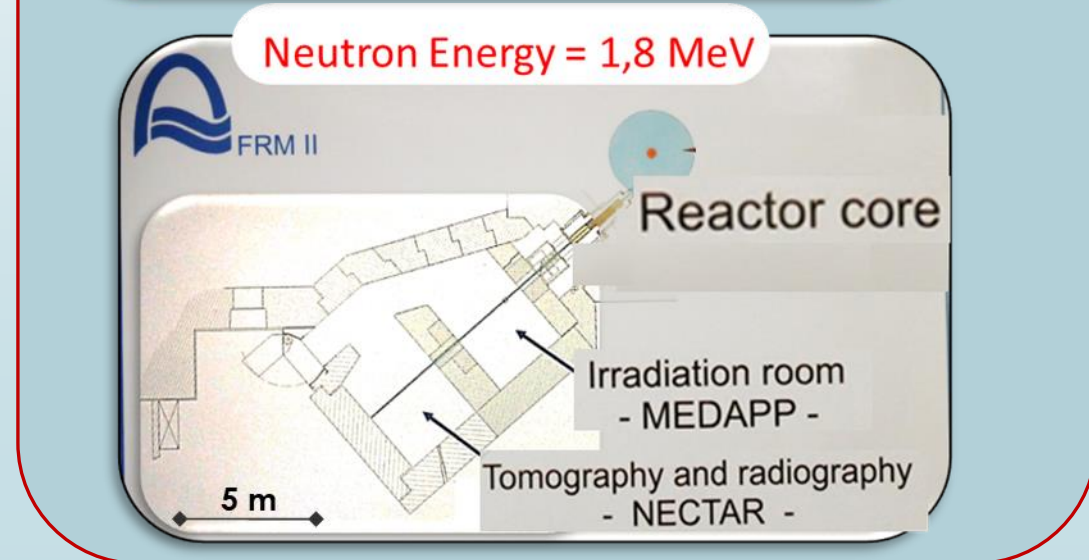 Neutron Energy = 1,8 MeV
FRM II
Reactor core
Irradiation room
- MEDAPP -
Tomography and radiography
- NECTAR -
5 m